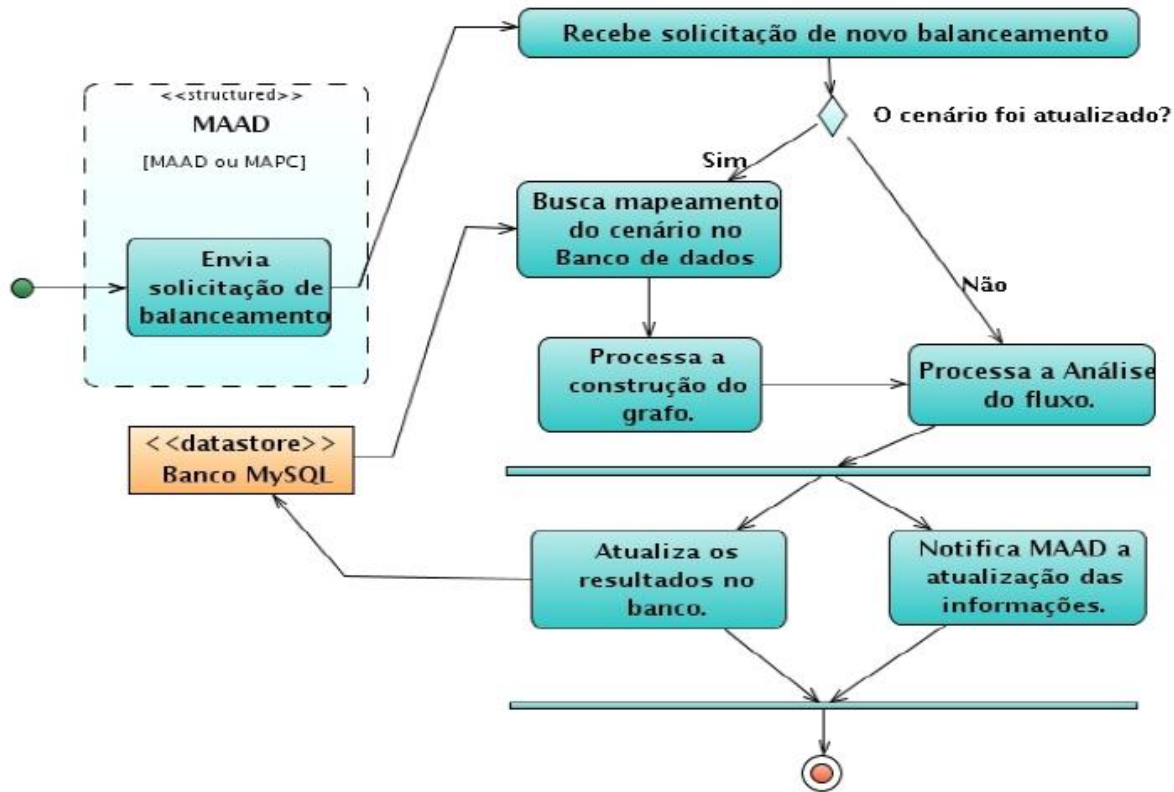 Recebe solicitação de novo balanceamento
<<structured>>
MAAD
[MAAD ou MAPC]
O cenário foi atualizado?
Sim
Busca mapeamento
do cenário no
Banco de dados
Envia
solicitação de
balanceamento
Não
Processa a
construção do
grafo.
Processa a Análise
do fluxo.
<<datastore>>
Banco MySQL
Atualiza os
resultados no
banco.
Notifica MAAD a
atualização das
informações.